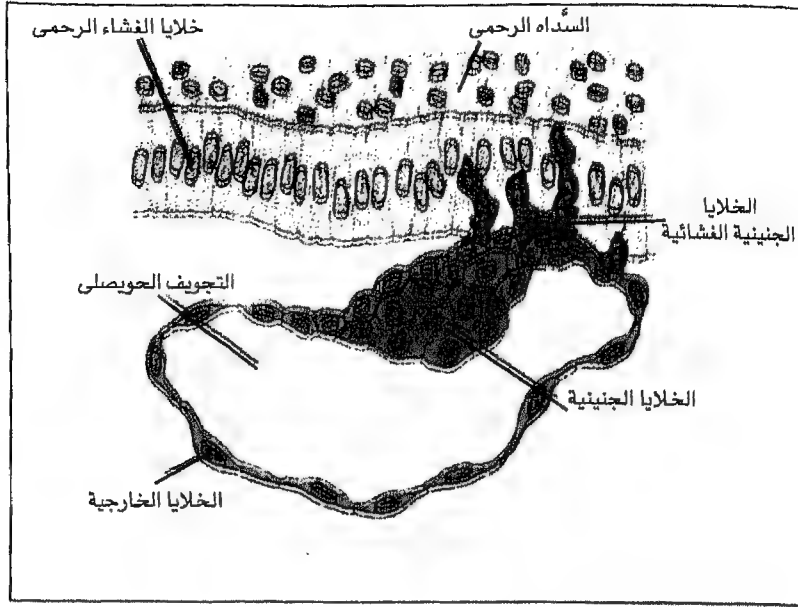 السَّداه الرحمى
خلايا الغشاء الرحمى
الخلايا
الجنينية الغشائية
التجويف الحويصلى
الخلايا الجنينية
الخلايا الخارجية